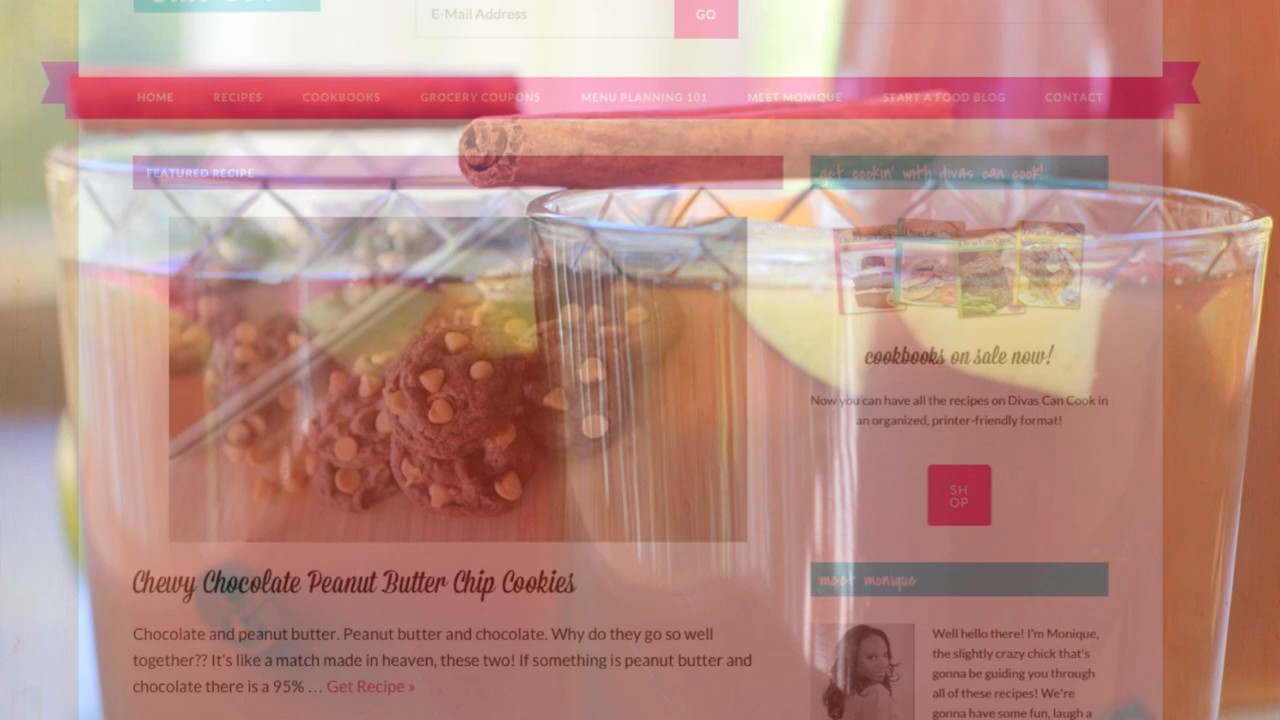 E-Mail Address
GO
HOME RECIPES COOKBOOKS GROCERY COUPONS MENU PLANNING 101 MEET MONIQUE START A FOOD BLOG CONTACT
FEATURED RECIPE
get cookin' with divas can cook!
cookbooks on sale now!
Now you can have all the recipes on Divas Can Cook in
an organized, printer-friendly format!
SH
OP
Chewy Chocolate Peanut Butter Chip Cookies
Chocolate and peanut butter. Peanut butter and chocolate. Why do they go so well
together?? It's like a match made in heaven, these two! If something is peanut butter and
chocolate there is a 95% … Get Recipe »
meet monique
Well hello there! I'm Monique,
the slightly crazy chick that's
gonna be guiding you through
all of these recipes! We're
gonna have some fun, laugh a